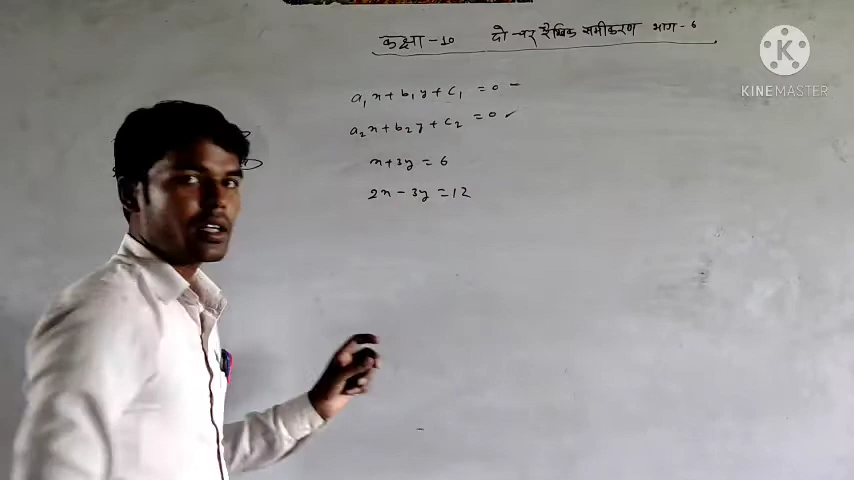 कक्षा - 10 दो चर रैखिक समीकरण भाग - 6
KINEMASTER
a₁x + b₁y + c₁ = 0 -
a₂x + b₂y + c₂ = 0 ✓
x + 3y = 6
2x - 3y = 12